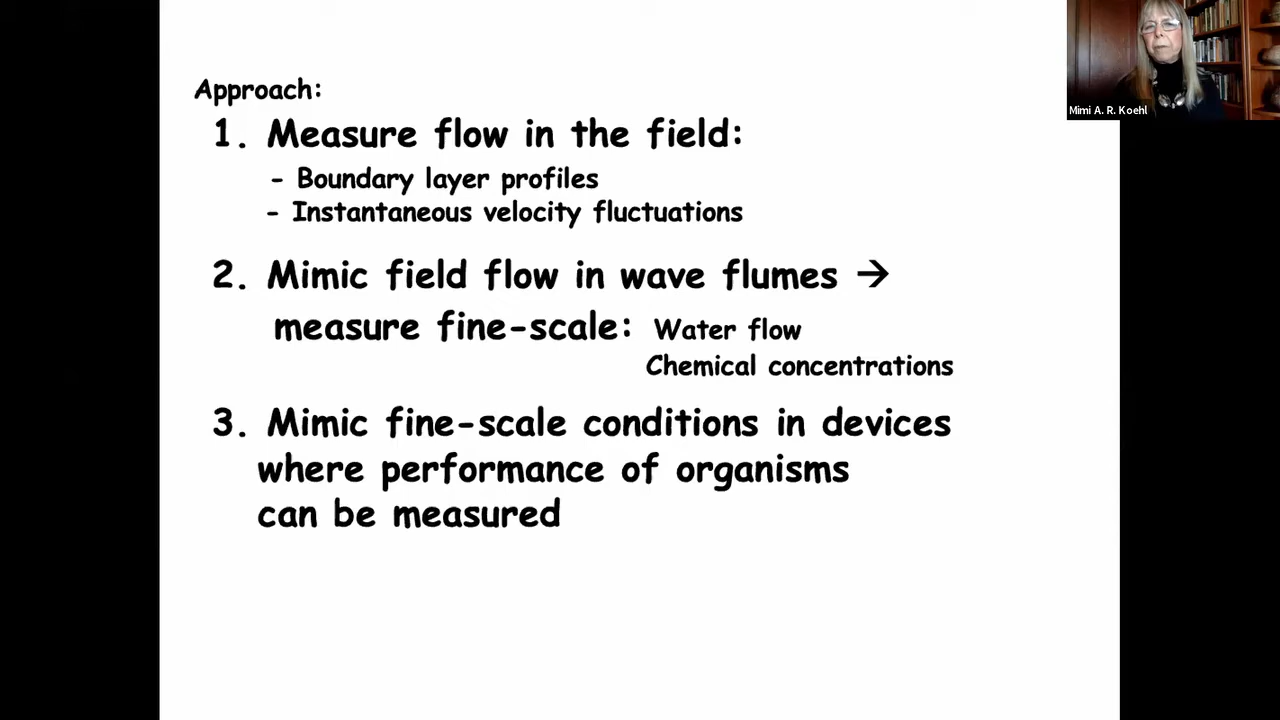 Approach:
1. Measure flow in the field:
- Boundary layer profiles
- Instantaneous velocity fluctuations
2. Mimic field flow in wave flumes →
measure fine-scale: Water flow
Chemical concentrations
3. Mimic fine-scale conditions in devices
where performance of organisms
can be measured
Mimi A. R. Koehl